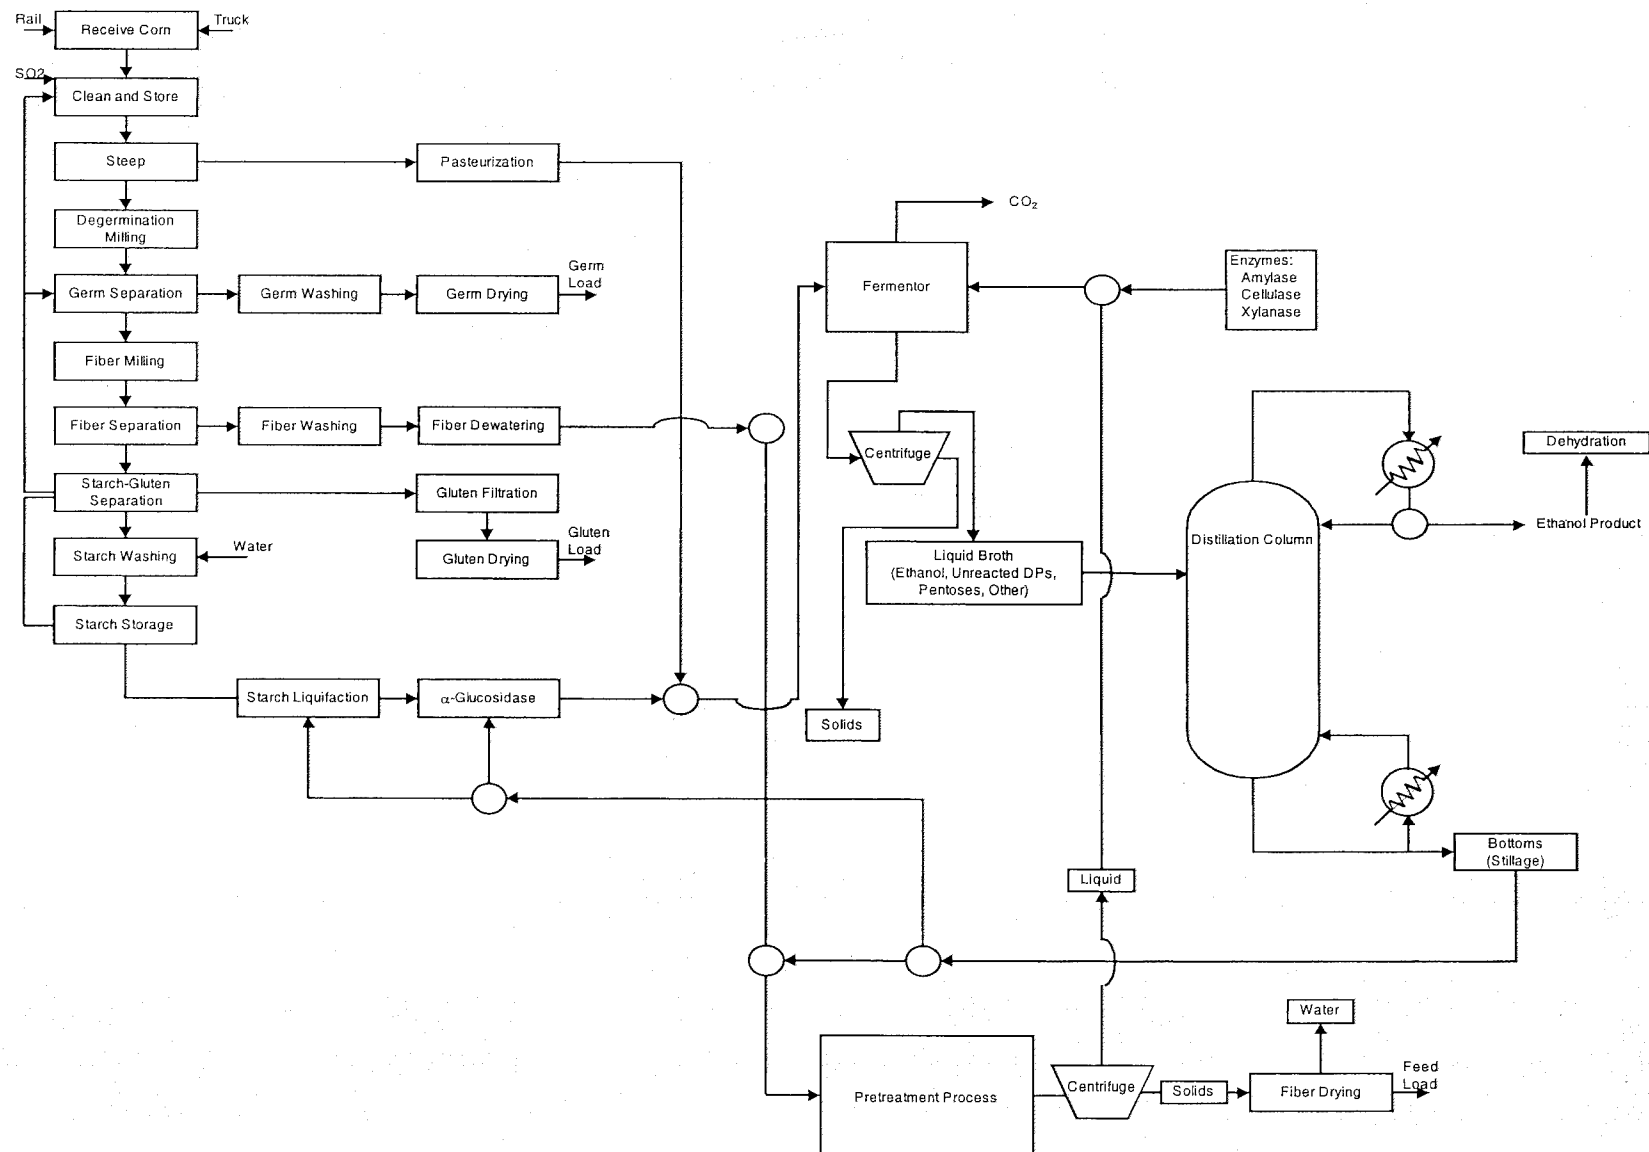 Rail
Truck
Receive Corn
SO2
Clean and Store
Steep
Pasteurization
Degermination
Milling
CO₂
Germ Separation
Germ Washing
Germ Drying
Germ
Load
Fermentor
Enzymes:
Amylase
Cellulase
Xylanase
Fiber Milling
Fiber Separation
Fiber Washing
Fiber Dewatering
Centrifuge
Dehydration
Starch-Gluten
Separation
Gluten Filtration
Ethanol Product
Distillation Column
Starch Washing
Water
Gluten Drying
Gluten
Load
Liquid Broth
(Ethanol, Unreacted DPs,
Pentoses, Other)
Starch Storage
Starch Liquifaction
α-Glucosidase
Solids
Bottoms
(Stillage)
Liquid
Water
Pretreatment Process
Centrifuge
Solids
Fiber Drying
Feed
Load